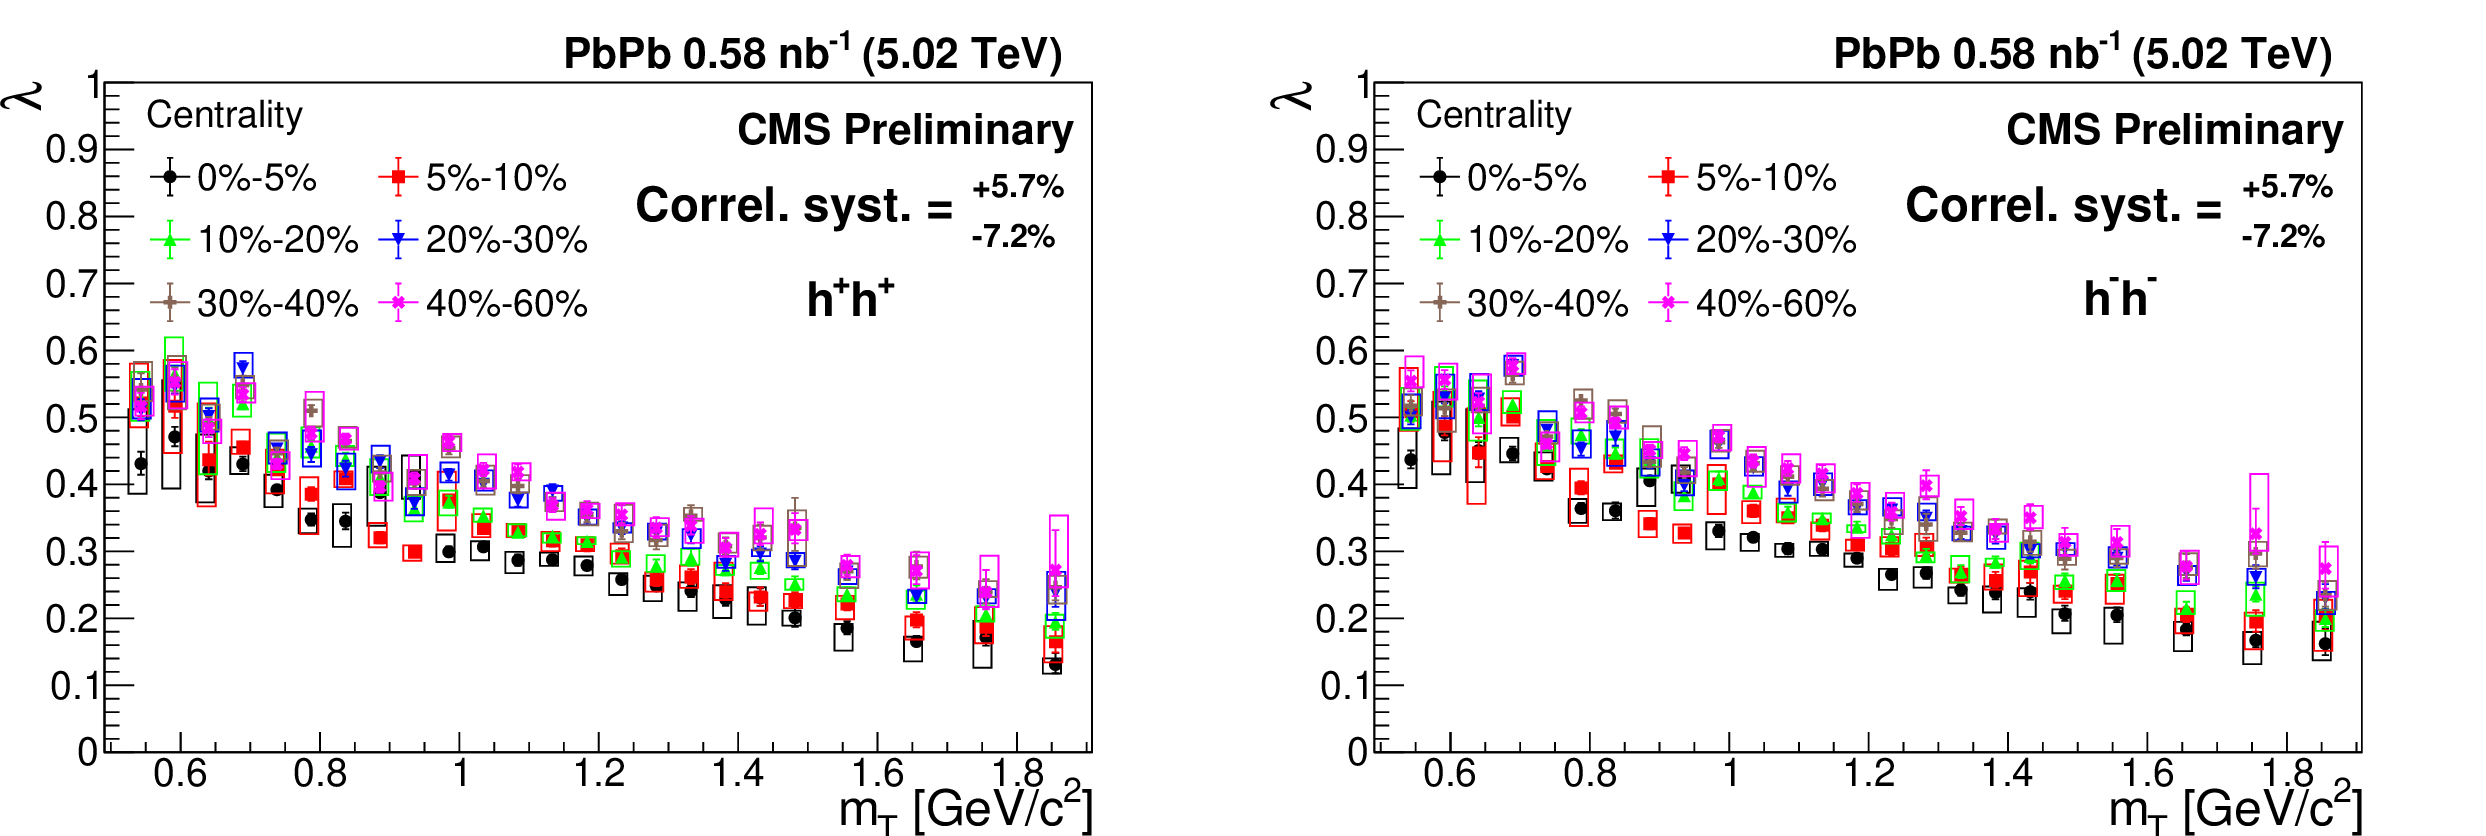 PbPb 0.58 nb⁻¹ (5.02 TeV)
λ
1
0.9
0.8
0.7
0.6
0.5
0.4
0.3
0.2
0.1
0
Centrality
0%-5%
5%-10%
10%-20%
20%-30%
30%-40%
40%-60%
CMS Preliminary
Correl. syst. = +5.7% -7.2%
h⁺h⁺
0.6 0.8 1 1.2 1.4 1.6 1.8
m_T [GeV/c²]
PbPb 0.58 nb⁻¹ (5.02 TeV)
λ
1
0.9
0.8
0.7
0.6
0.5
0.4
0.3
0.2
0.1
0
Centrality
0%-5%
5%-10%
10%-20%
20%-30%
30%-40%
40%-60%
CMS Preliminary
Correl. syst. = +5.7% -7.2%
h⁻h⁻
0.6 0.8 1 1.2 1.4 1.6 1.8
m_T [GeV/c²]